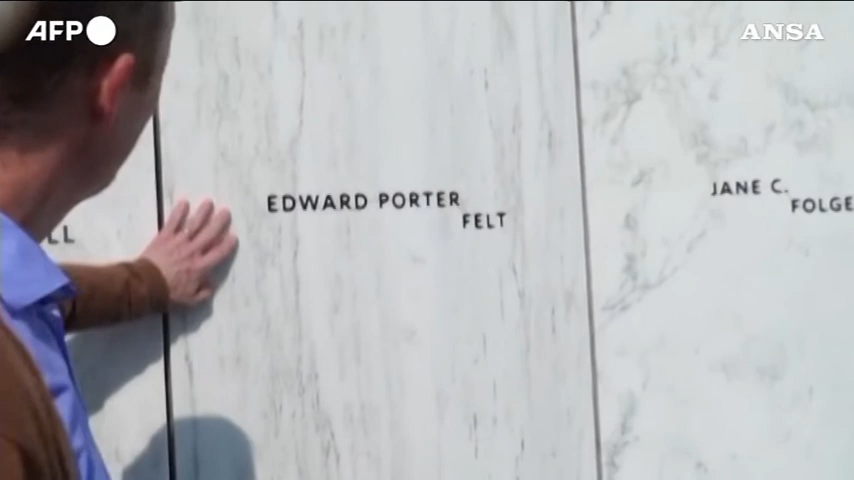 AFP
ANSA
EDWARD PORTER
FELT
JANE C.
FOLGE
LL